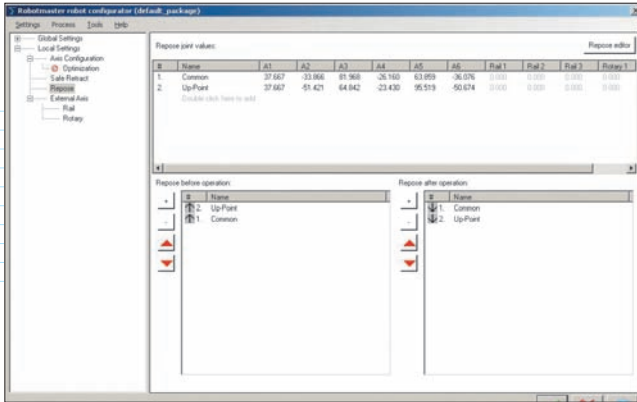 Robotmaster robot configurator (default_package)
Settings Process Tools Help
Global Settings
Local Settings
Axis Configuration
Optimization
Safe Retract
Repose
External Axis
Rail
Rotary
Repose joint values:
Repose editor
# Name A1 A2 A3 A4 A5 A6 Rail 1 Rail 2 Rail 3 Rotary 1
1. Common 37.667 -33.866 81.968 -26.160 63.859 -36.076 0.000 0.000 0.000 0.000
2. Up-Point 37.667 -51.421 64.842 -23.430 95.519 -50.674 0.000 0.000 0.000 0.000
Double click here to add
Repose before operation:
# Name
2. Up-Point
1. Common
Repose after operation:
# Name
1. Common
2. Up-Point